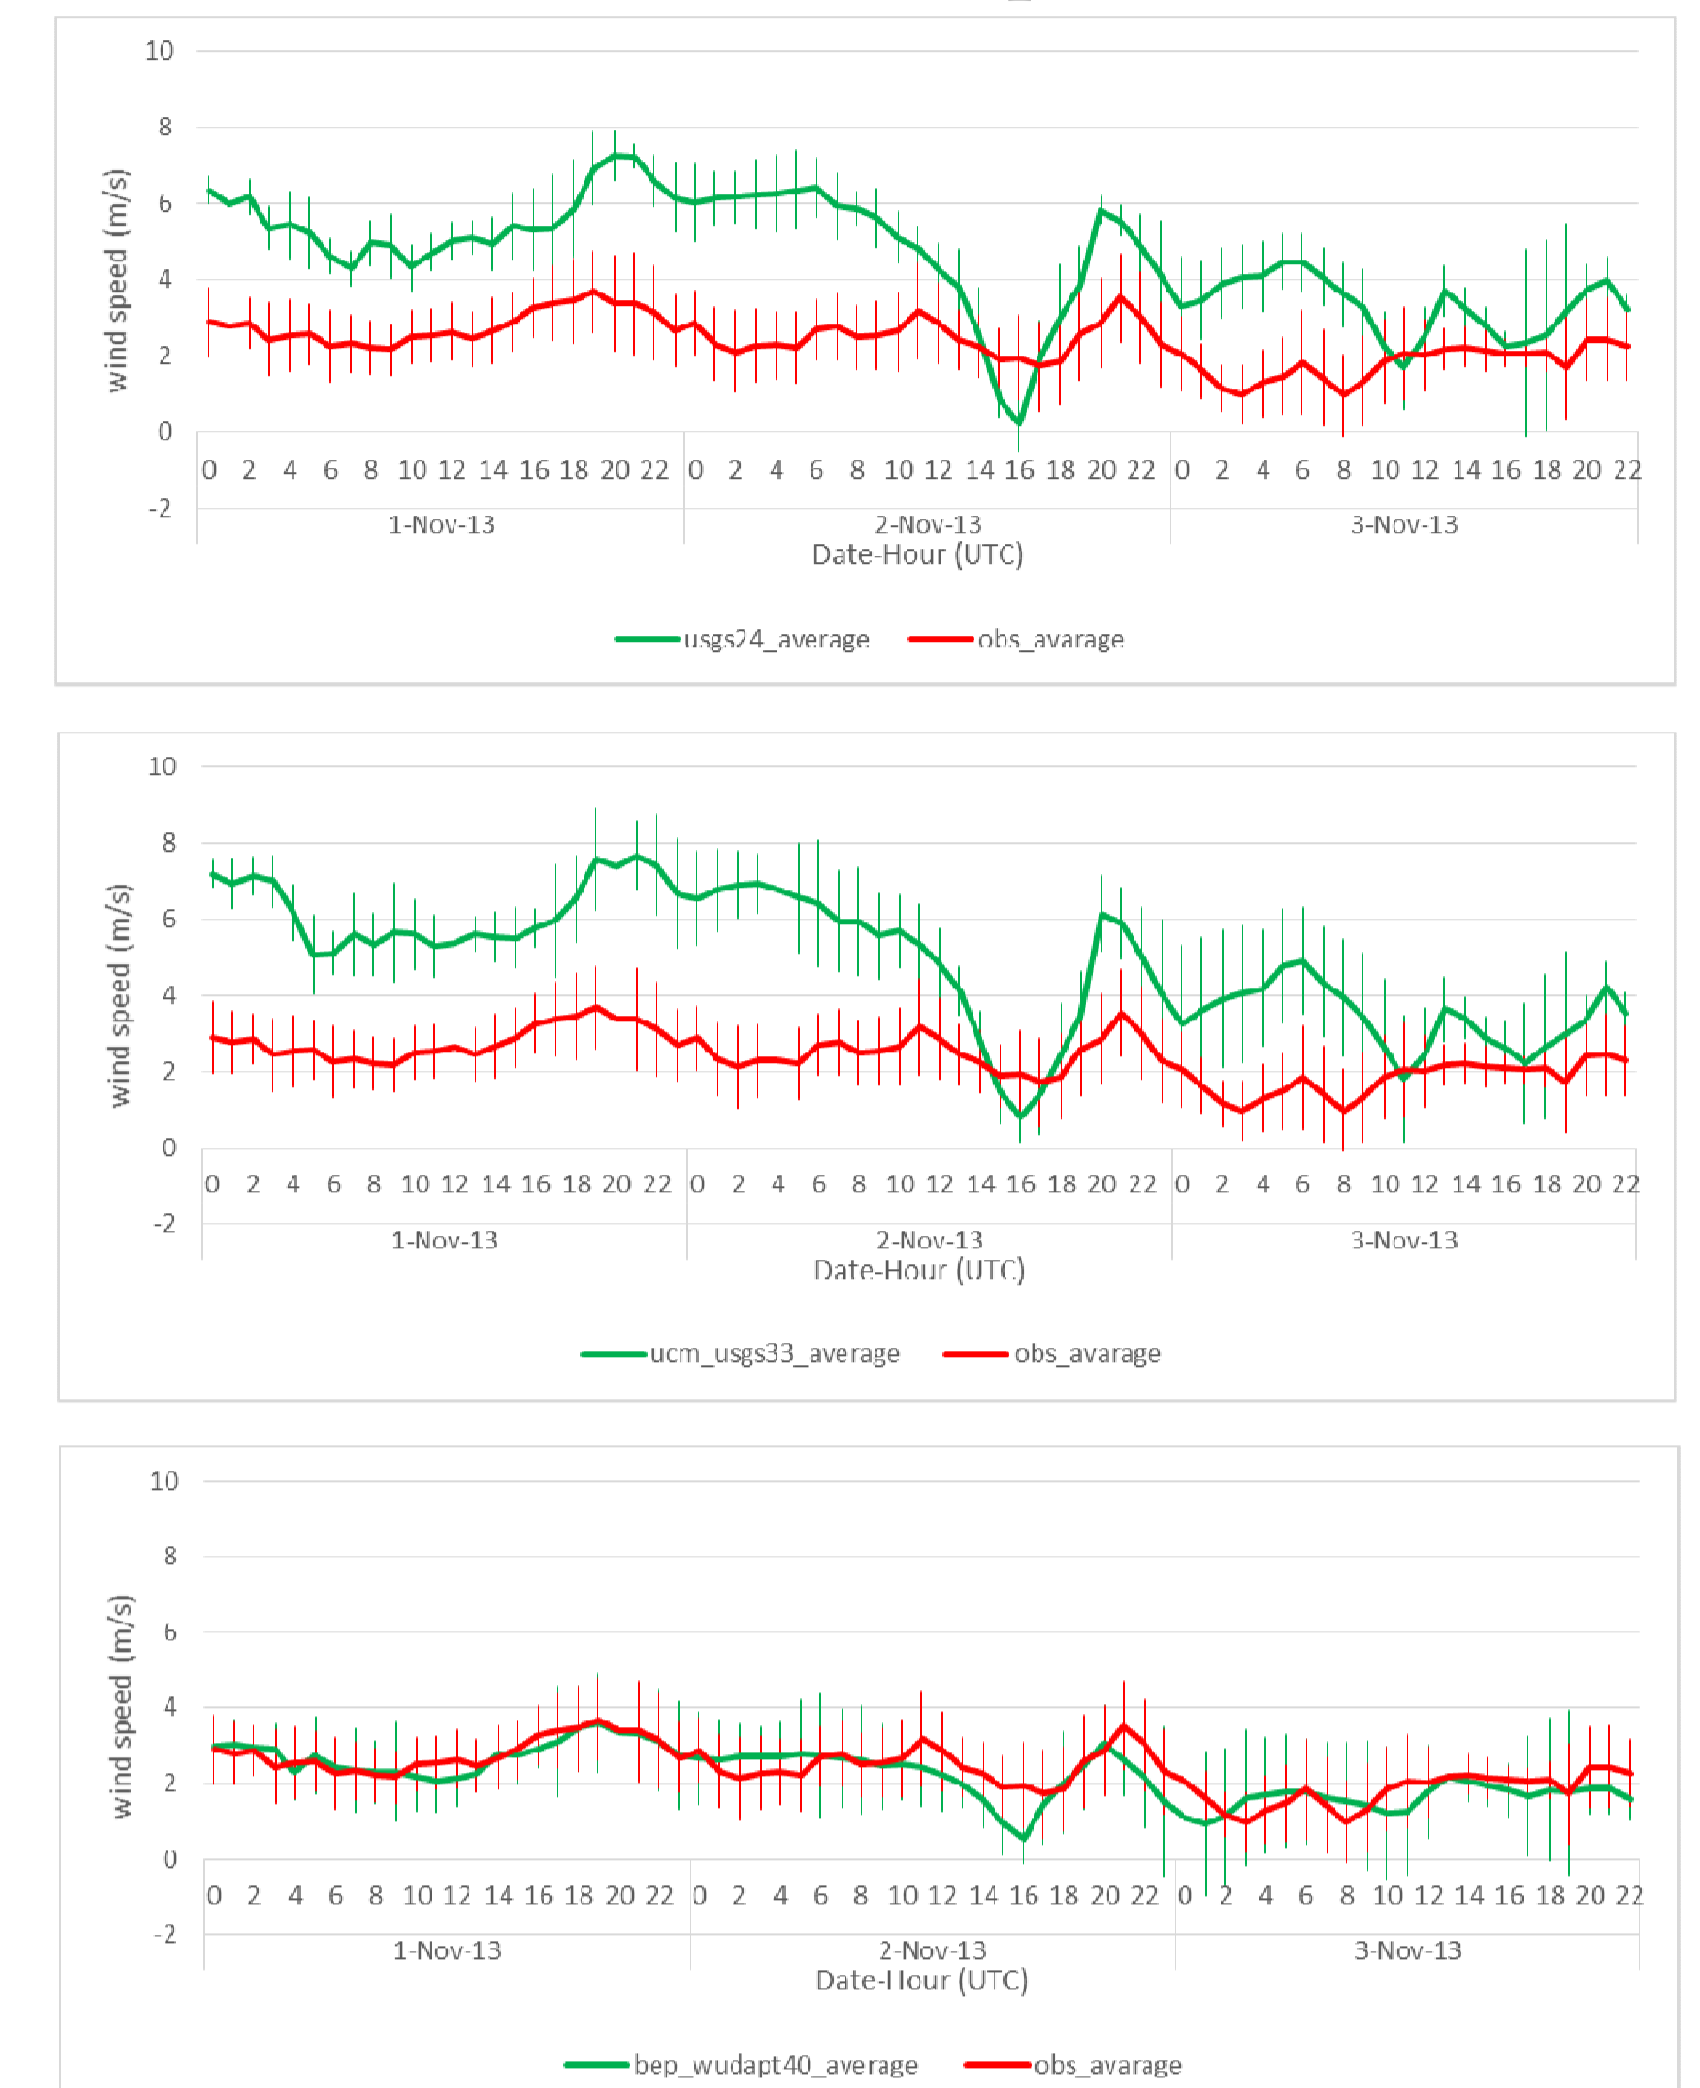 10
8
6
4
2
0
-2
wind speed (m/s)
0 2 4 6 8 10 12 14 16 18 20 22 0 2 4 6 8 10 12 14 16 18 20 22 0 2 4 6 8 10 12 14 16 18 20 22
1-Nov-13 2-Nov-13 3-Nov-13
Date-Hour (UTC)
usgs24_average obs_avarage
10
8
6
4
2
0
-2
wind speed (m/s)
0 2 4 6 8 10 12 14 16 18 20 22 0 2 4 6 8 10 12 14 16 18 20 22 0 2 4 6 8 10 12 14 16 18 20 22
1-Nov-13 2-Nov-13 3-Nov-13
Date-Hour (UTC)
ucm_usgs33_average obs_avarage
10
8
6
4
2
0
-2
wind speed (m/s)
0 2 4 6 8 10 12 14 16 18 20 22 0 2 4 6 8 10 12 14 16 18 20 22 0 2 4 6 8 10 12 14 16 18 20 22
1-Nov-13 2-Nov-13 3-Nov-13
Date-Hour (UTC)
bep_wudapt40_average obs_avarage